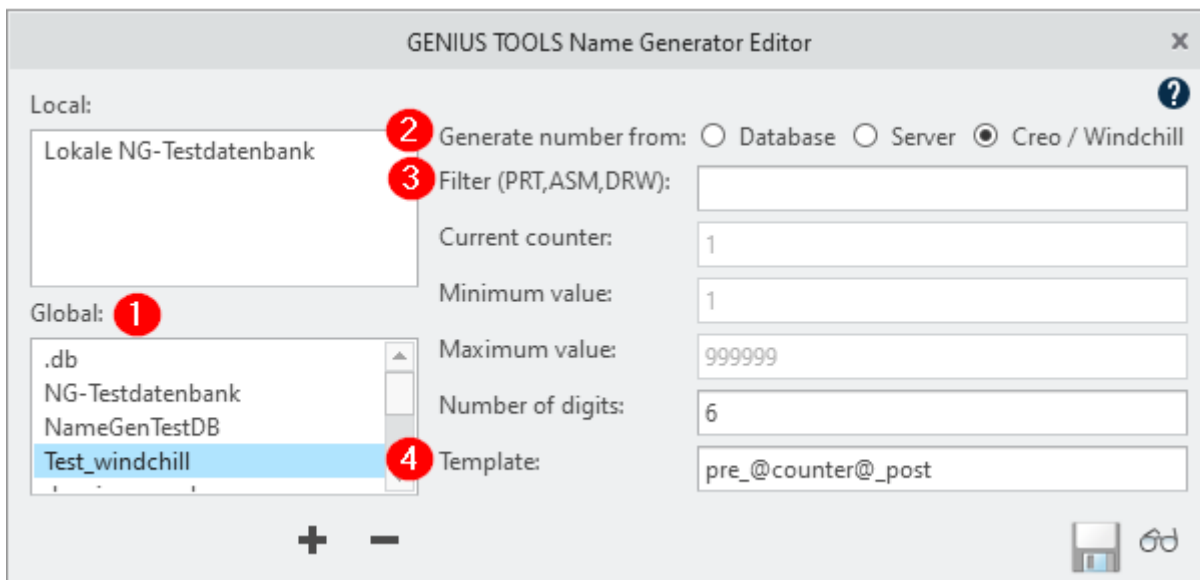 GENIUS TOOLS Name Generator Editor
Local:
Lokale NG-Testdatenbank
Global: 1
.db
NG-Testdatenbank
NameGenTestDB
Test_windchill
2 Generate number from: Database Server Creo / Windchill
3 Filter (PRT,ASM,DRW):
Current counter: 1
Minimum value: 1
Maximum value: 999999
Number of digits: 6
4 Template: pre_@counter@_post